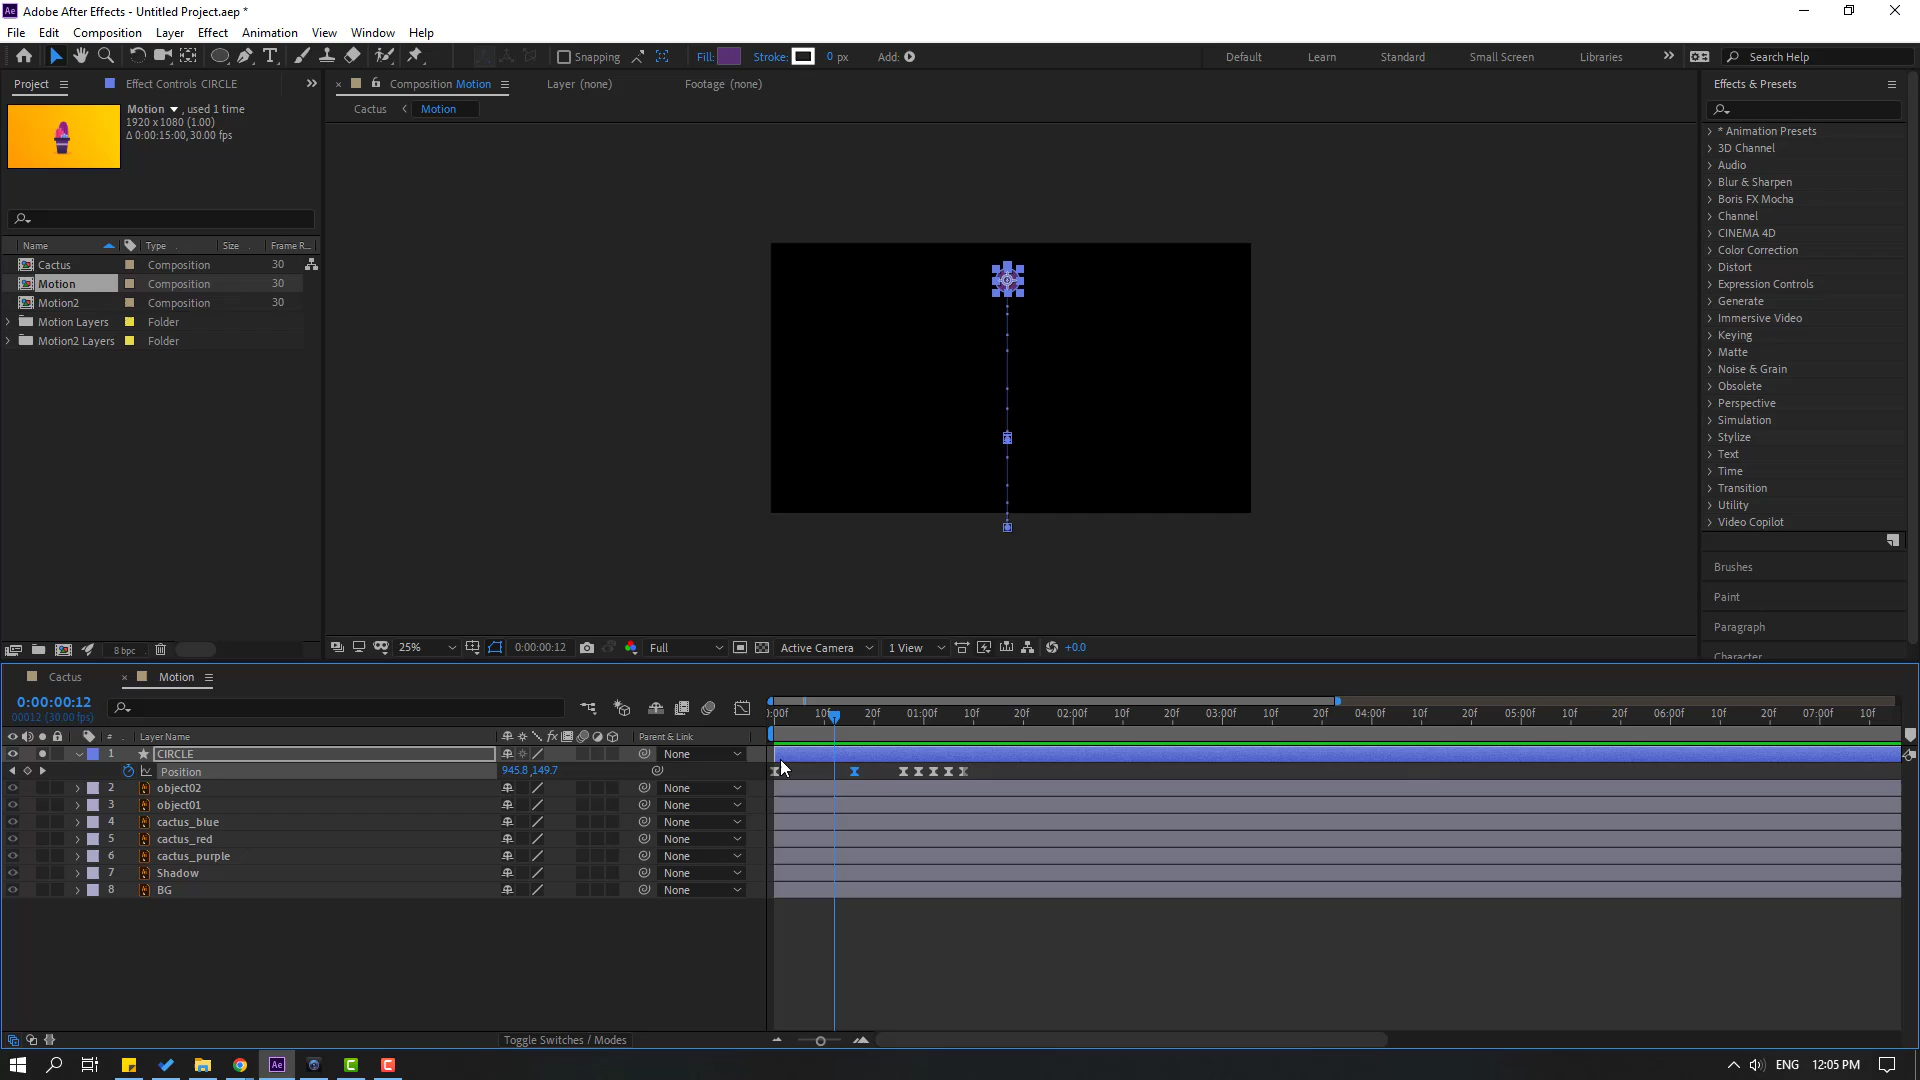 Adobe After Effects - Untitled Project.aep *
File Edit Composition Layer Effect Animation View Window Help
Snapping Fill: Stroke: 0 px Add: Default Learn Standard Small Screen Libraries Search Help
Project Effect Controls CIRCLE Composition Motion Layer (none) Footage (none) Effects & Presets
Motion , used 1 time
1920 x 1080 (1.00)
Δ 0:00:15:00, 30.00 fps
Cactus Motion
Name Type Size Frame R...
Cactus Composition 30
Motion Composition 30
Motion2 Composition 30
Motion Layers Folder
Motion2 Layers Folder
* Animation Presets
3D Channel
Audio
Blur & Sharpen
Boris FX Mocha
Channel
CINEMA 4D
Color Correction
Distort
Expression Controls
Generate
Immersive Video
Keying
Matte
Noise & Grain
Obsolete
Perspective
Simulation
Stylize
Text
Time
Transition
Utility
Video Copilot
Brushes
Paint
Paragraph
Character
8 bpc 25% 0:00:00:12 Full Active Camera 1 View +0.0
Cactus Motion
0:00:00:12
00012 (30.00 fps)
:00f 10f 20f 01:00f 10f 20f 02:00f 10f 20f 03:00f 10f 20f 04:00f 10f 20f 05:00f 10f 20f 06:00f 10f 20f 07:00f 10f
# Layer Name fx Parent & Link
1 CIRCLE None
Position 945.8,149.7
2 object02 None
3 object01 None
4 cactus_blue None
5 cactus_red None
6 cactus_purple None
7 Shadow None
8 BG None
Toggle Switches / Modes
Ae ENG 12:05 PM